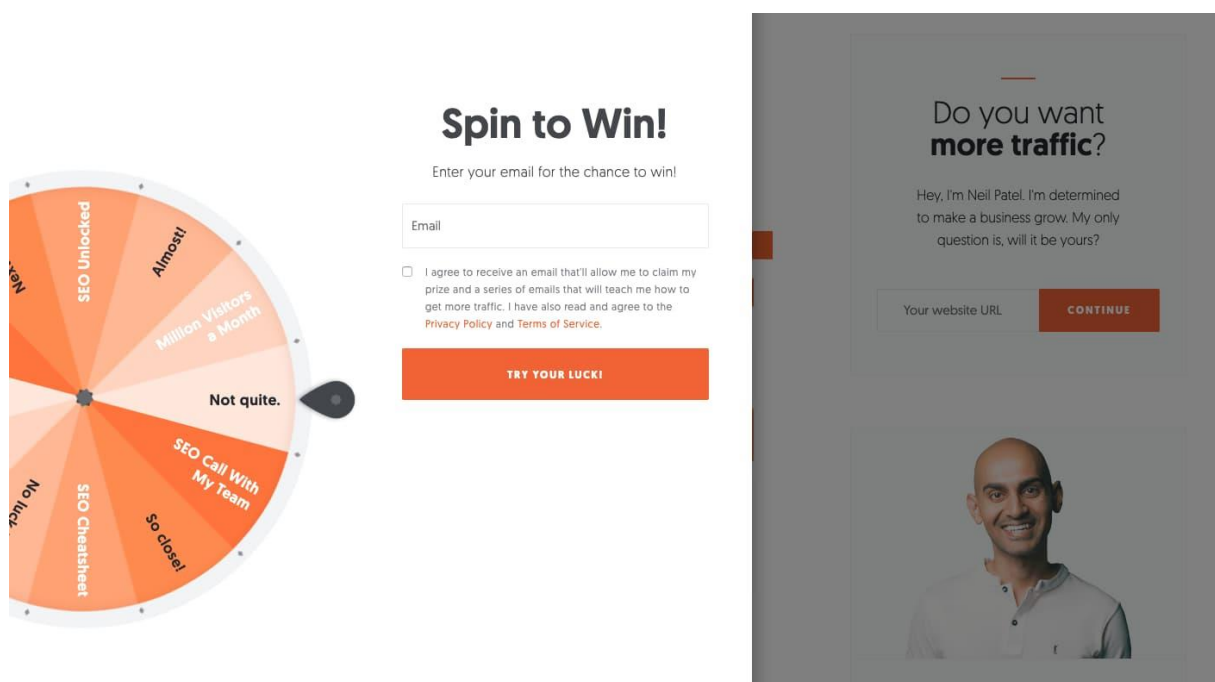 Spin to Win!
Enter your email for the chance to win!
Email
I agree to receive an email that'll allow me to claim my
prize and a series of emails that will teach me how to
get more traffic. I have also read and agree to the
Privacy Policy and Terms of Service.
TRY YOUR LUCK!
SEO Unlocked
Almost!
Million Visitors
a Month
Not quite.
SEO Call With
My Team
So close!
SEO Cheatsheet
No
Do you want
more traffic?
Hey, I'm Neil Patel. I'm determined
to make a business grow. My only
question is, will it be yours?
Your website URL
CONTINUE